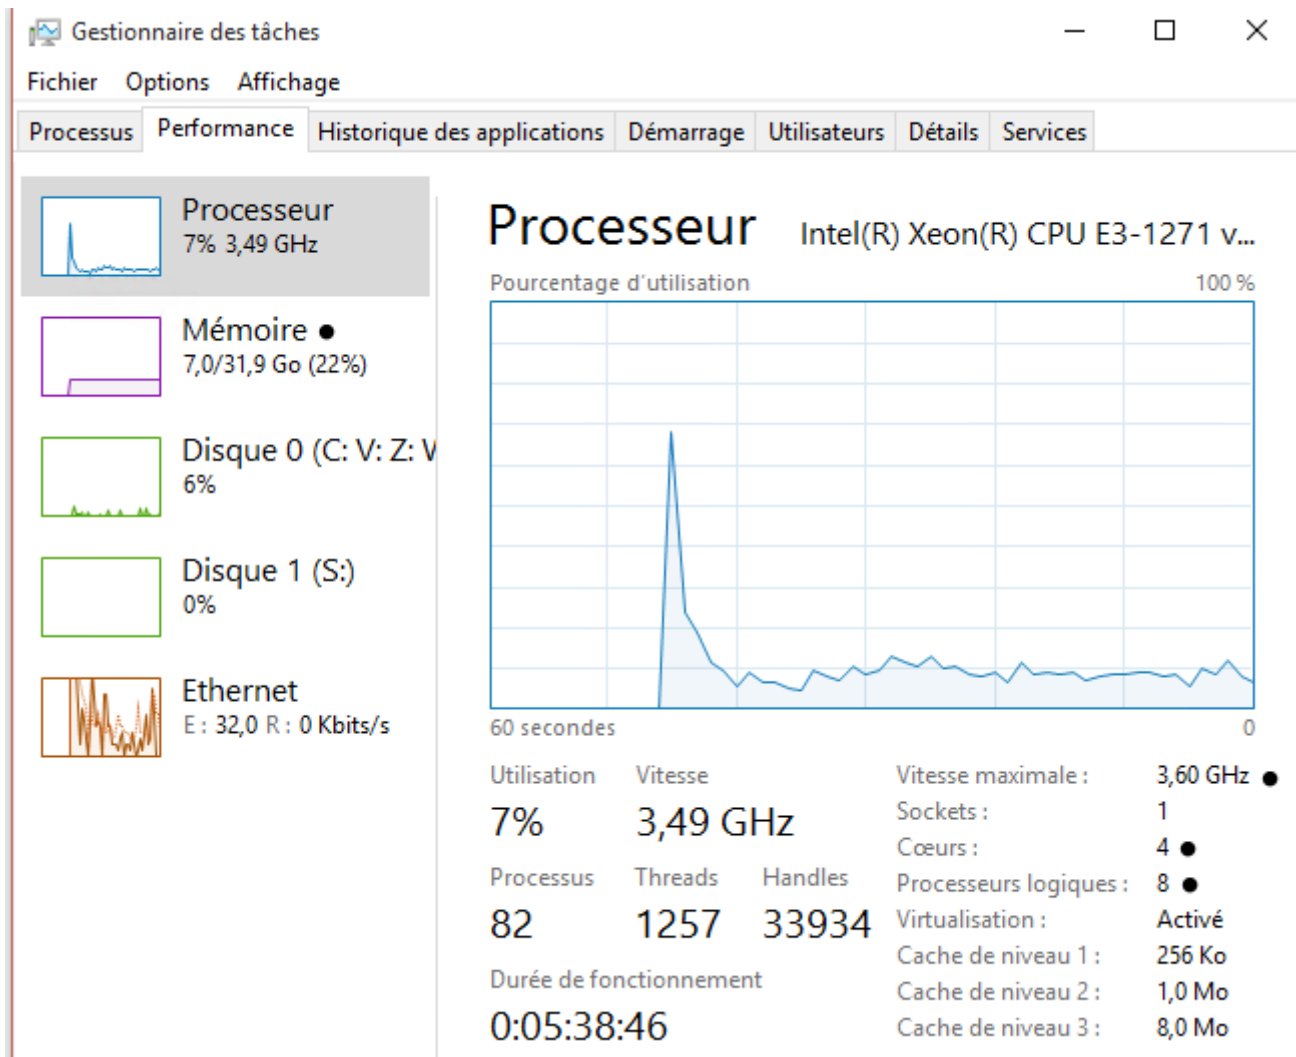 Gestionnaire des tâches
Fichier Options Affichage
Processus Performance Historique des applications Démarrage Utilisateurs Détails Services
Processeur
7% 3,49 GHz
Mémoire
7,0/31,9 Go (22%)
Disque 0 (C: V: Z: V
6%
Disque 1 (S:)
0%
Ethernet
E : 32,0 R : 0 Kbits/s
Processeur Intel(R) Xeon(R) CPU E3-1271 v...
Pourcentage d'utilisation 100 %
60 secondes 0
Utilisation Vitesse
7% 3,49 GHz
Processus Threads Handles
82 1257 33934
Durée de fonctionnement
0:05:38:46
Vitesse maximale : 3,60 GHz
Sockets : 1
Cœurs : 4
Processeurs logiques : 8
Virtualisation : Activé
Cache de niveau 1 : 256 Ko
Cache de niveau 2 : 1,0 Mo
Cache de niveau 3 : 8,0 Mo